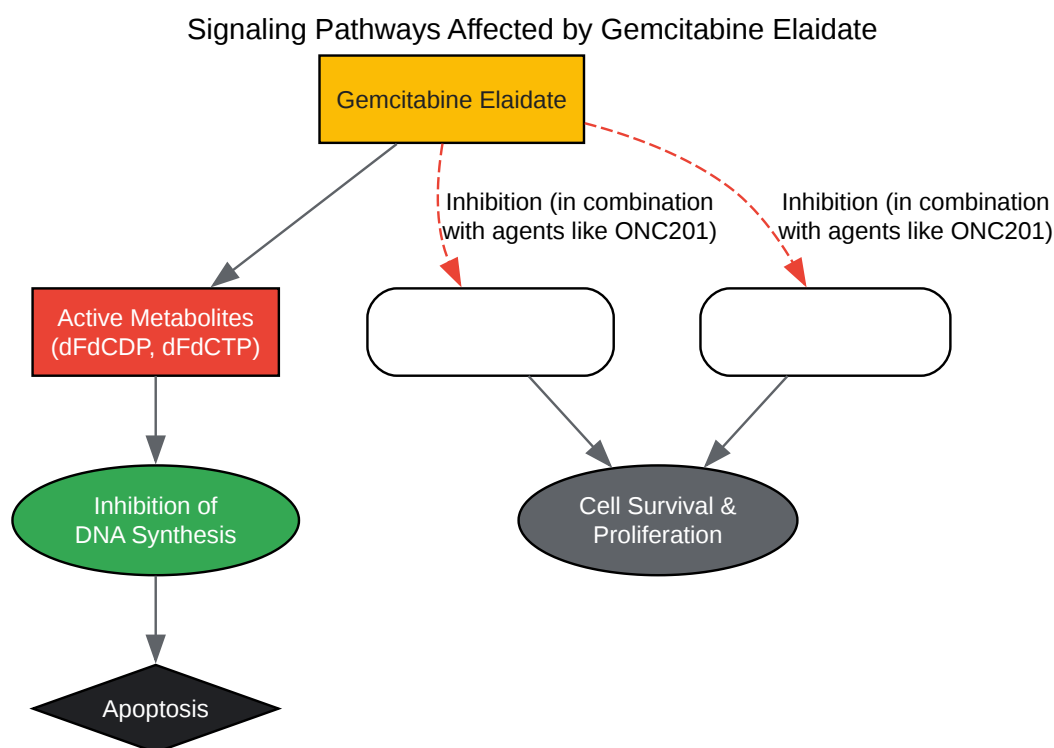 Signaling Pathways Affected by Gemcitabine Elaidate
Gemcitabine Elaidate
Inhibition (in combination
with agents like ONC201)
Inhibition (in combination
with agents like ONC201)
Active Metabolites
(dFdCDP, dFdCTP)
Inhibition of
DNA Synthesis
Cell Survival &
Proliferation
Apoptosis